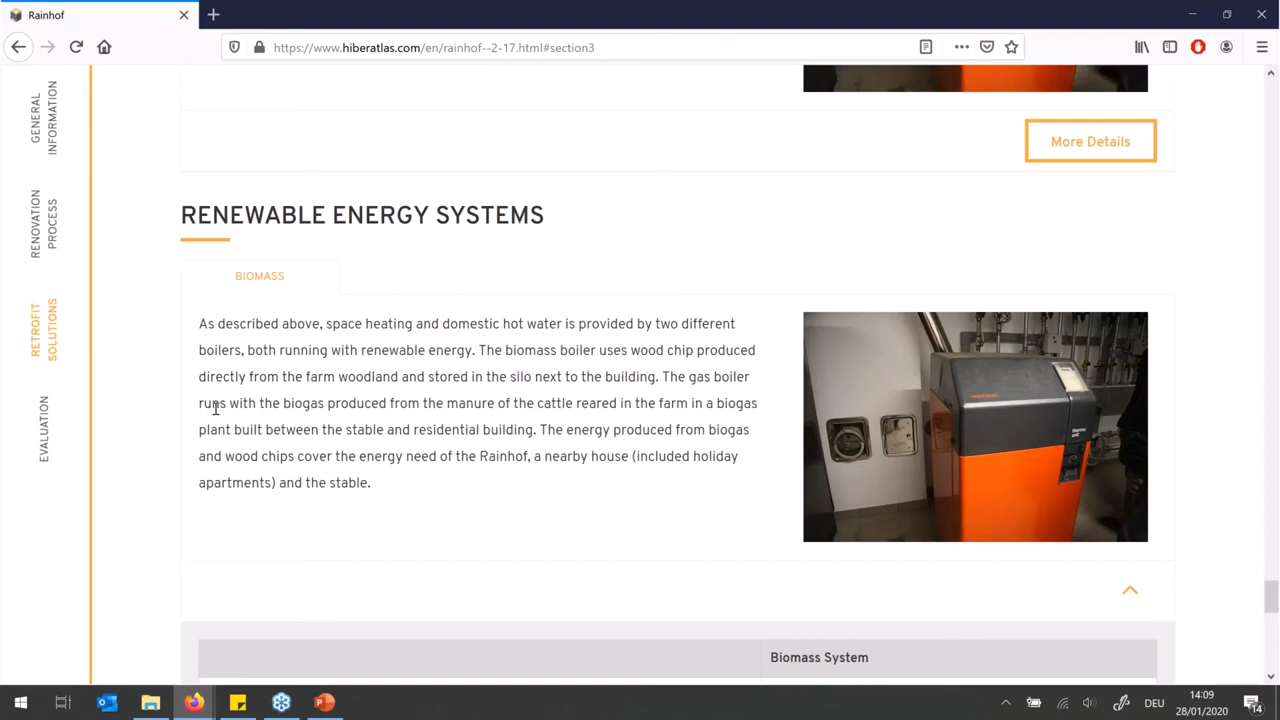 Rainhof
https://www.hiberatlas.com/en/rainhof--2-17.html#section3
GENERAL
INFORMATION
RENOVATION
PROCESS
RETROFIT
SOLUTIONS
EVALUATION
More Details
RENEWABLE ENERGY SYSTEMS
BIOMASS
As described above, space heating and domestic hot water is provided by two different
boilers, both running with renewable energy. The biomass boiler uses wood chip produced
directly from the farm woodland and stored in the silo next to the building. The gas boiler
runs with the biogas produced from the manure of the cattle reared in the farm in a biogas
plant built between the stable and residential building. The energy produced from biogas
and wood chips cover the energy need of the Rainhof, a nearby house (included holiday
apartments) and the stable.
thermo
unit
Biomass System
DEU
14:09
28/01/2020
14